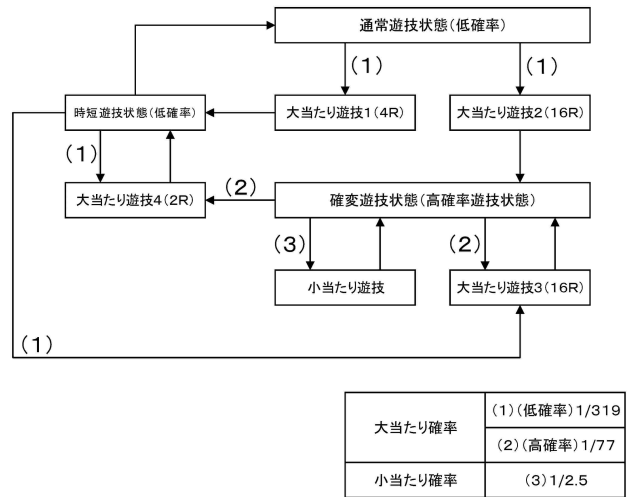 通常遊技状態(低確率)
(1)
(1)
時短遊技状態(低確率)
大当たり遊技1(4R)
大当たり遊技2(16R)
(1)
(2)
大当たり遊技4(2R)
確変遊技状態(高確率遊技状態)
(3)
(2)
小当たり遊技
大当たり遊技3(16R)
(1)
大当たり確率
(1)(低確率)1/319
(2)(高確率)1/77
小当たり確率
(3)1/2.5